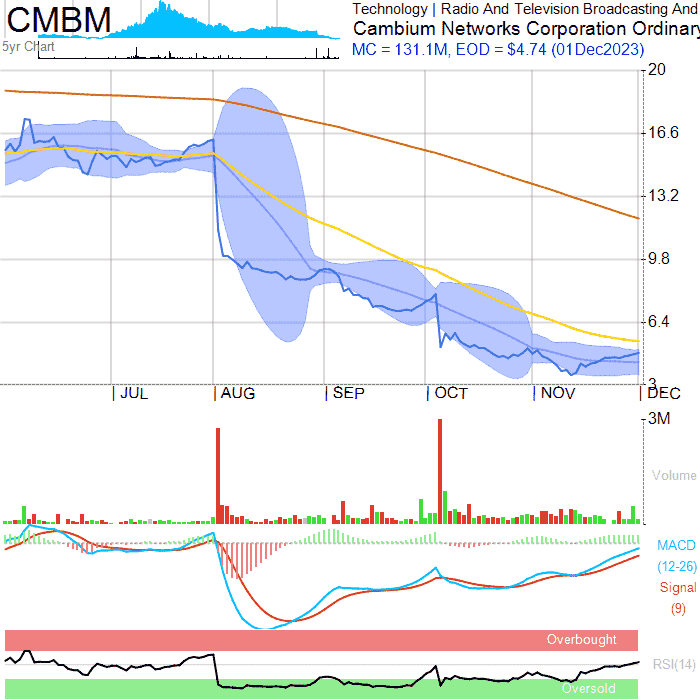 CMBM
Technology | Radio And Television Broadcasting And
Cambium Networks Corporation Ordinary
5yr Chart
MC = 131.1M, EOD = $4.74 (01Dec2023)
20
16.6
13.2
9.8
6.4
3
JUL
AUG
SEP
OCT
NOV
DEC
3M
Volume
MACD
(12-26)
Signal
(9)
Overbought
RSI(14)
Oversold